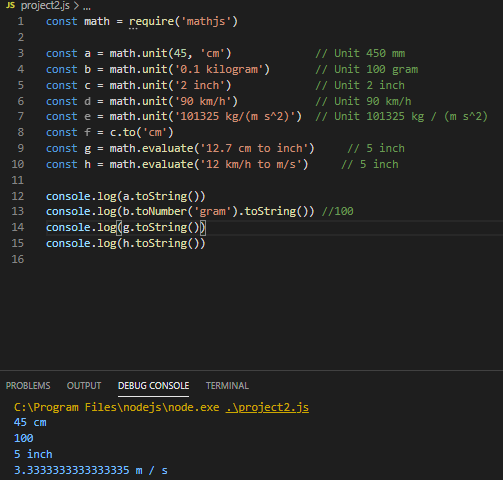 JS project2.js > ...
1 const math = require('mathjs')
2
3 const a = math.unit(45, 'cm') // Unit 450 mm
4 const b = math.unit('0.1 kilogram') // Unit 100 gram
5 const c = math.unit('2 inch') // Unit 2 inch
6 const d = math.unit('90 km/h') // Unit 90 km/h
7 const e = math.unit('101325 kg/(m s^2)') // Unit 101325 kg / (m s^2)
8 const f = c.to('cm')
9 const g = math.evaluate('12.7 cm to inch') // 5 inch
10 const h = math.evaluate('12 km/h to m/s') // 5 inch
11
12 console.log(a.toString())
13 console.log(b.toNumber('gram').toString()) //100
14 console.log(g.toString())
15 console.log(h.toString())
16
PROBLEMS OUTPUT DEBUG CONSOLE TERMINAL
C:\Program Files\nodejs\node.exe .\project2.js
45 cm
100
5 inch
3.3333333333333335 m / s